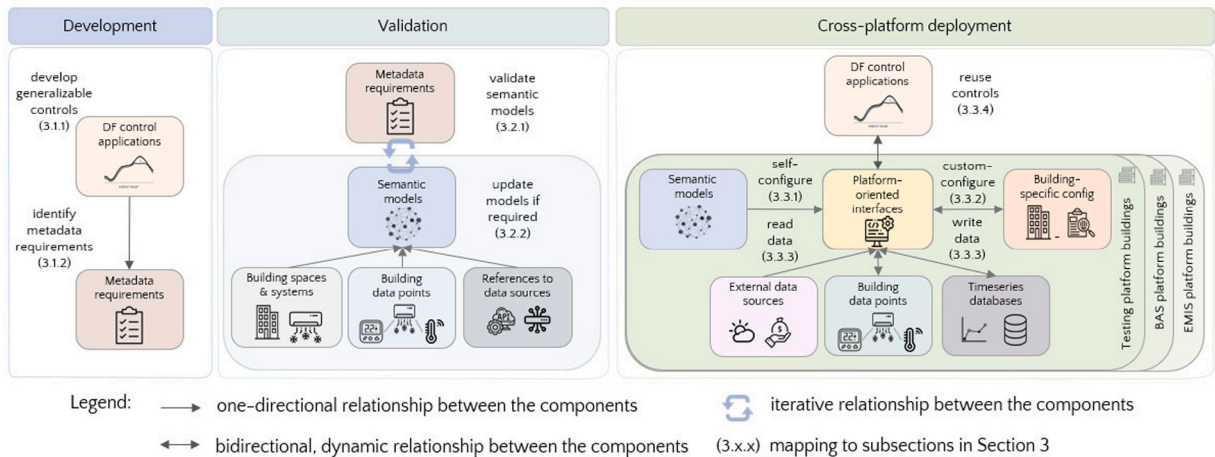 Development
develop
generalizable
controls
(3.1.1)
DF control
applications
identify
metadata
requirements
(3.1.2)
Metadata
requirements
Validation
Metadata
requirements
validate
semantic
models
(3.2.1)
Semantic
models
update
models if
required
(3.2.2)
Building spaces
& systems
Building
data points
22+
References to
data sources
API
Cross-platform deployment
DF control
applications
reuse
controls
(3.3.4)
Semantic
models
self-
configure
(3.3.1)
read
data
(3.3.3)
Platform-
oriented
interfaces
custom-
configure
(3.3.2)
write
data
(3.3.3)
Building-
specific config
External data
sources
$
Building
data points
22+
Timeseries
databases
Testing platform buildings
BAS platform buildings
EMIS platform buildings
Legend:
one-directional relationship between the components
iterative relationship between the components
bidirectional, dynamic relationship between the components
(3.x.x) mapping to subsections in Section 3